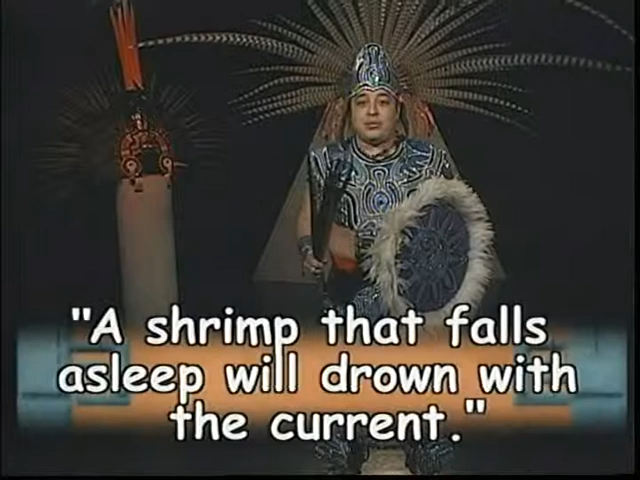 "A shrimp that falls
asleep will drown with
the current."